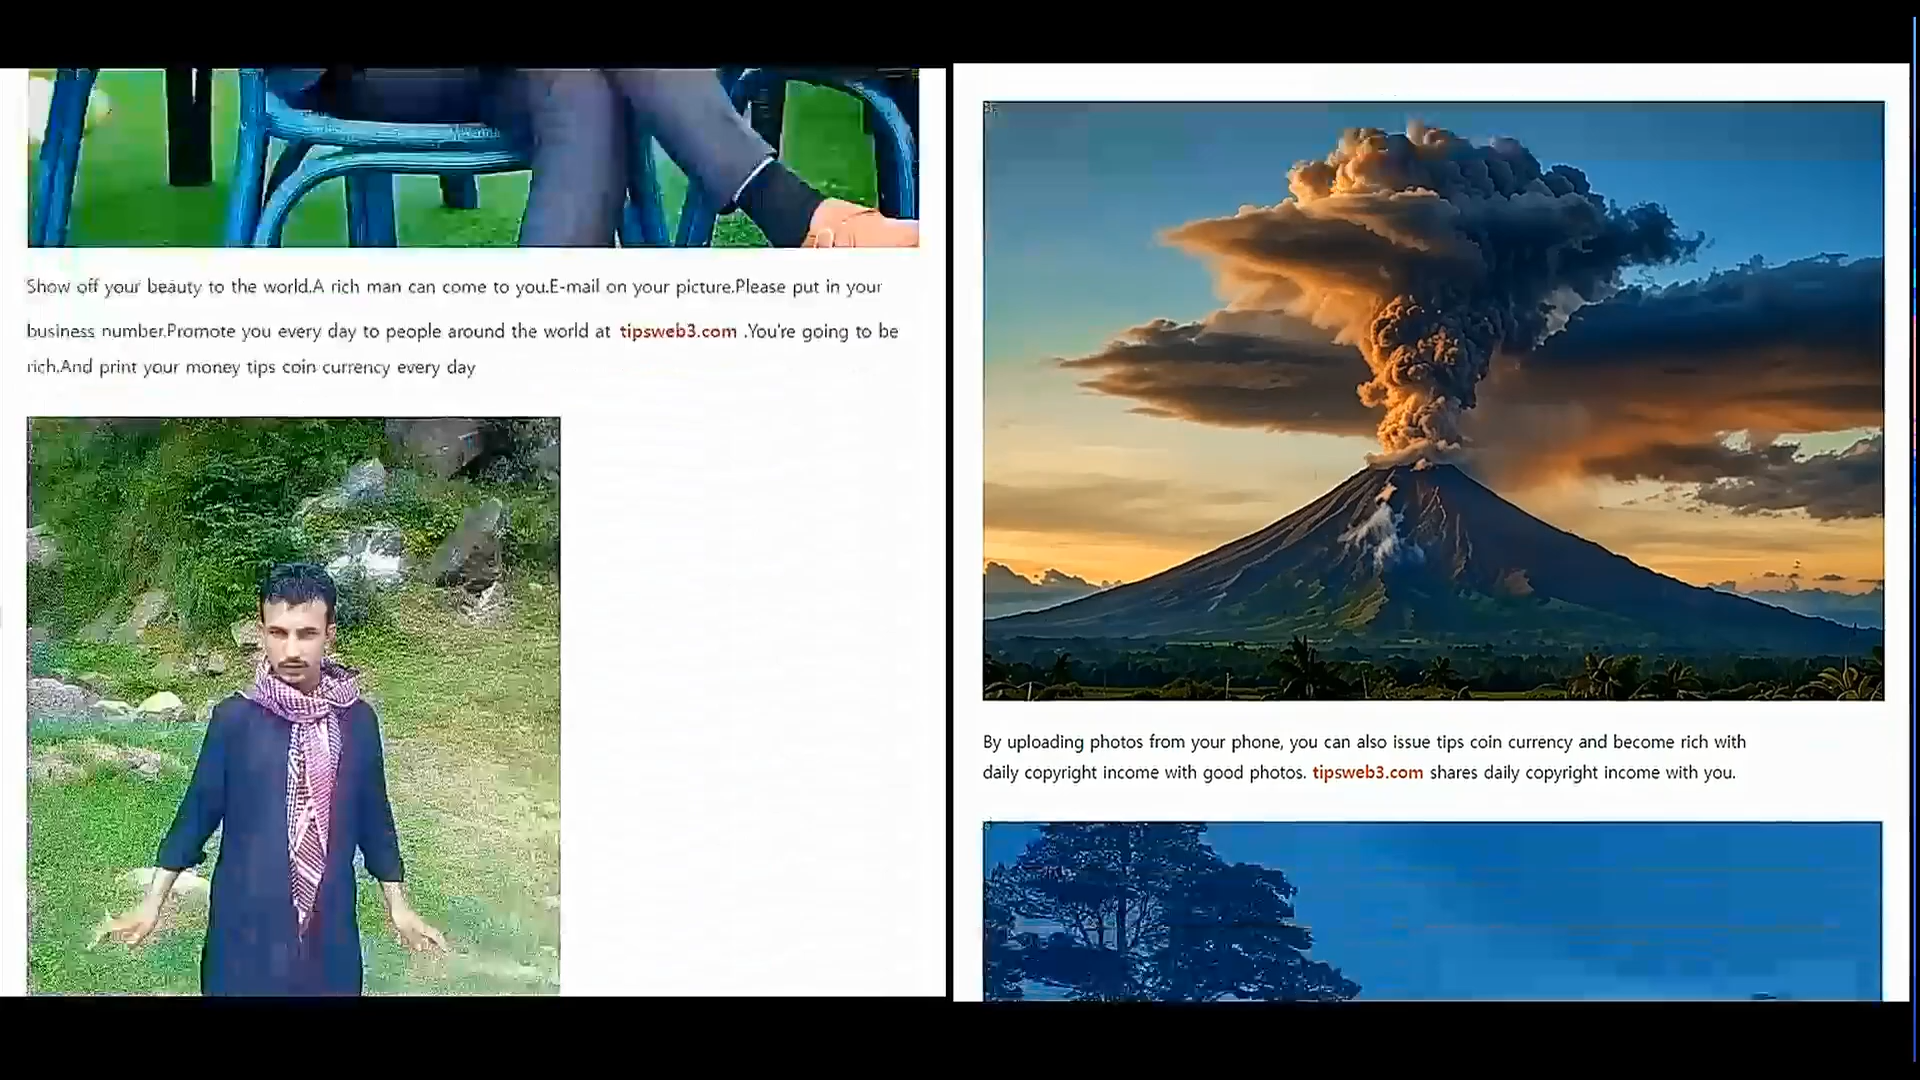 Show off your beauty to the world.A rich man can come to you.E-mail on your picture.Please put in your
business number.Promote you every day to people around the world at tipsweb3.com .You're going to be
rich.And print your money tips coin currency every day
By uploading photos from your phone, you can also issue tips coin currency and become rich with
daily copyright income with good photos. tipsweb3.com shares daily copyright income with you.